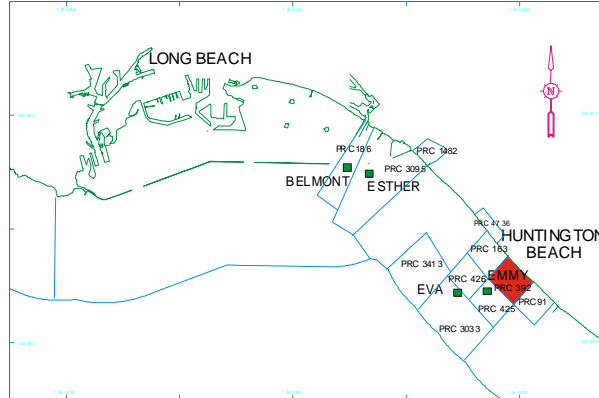 LONG BEACH
N
PRC 186
PRC 1482
PRC 3095
BELMONT
ESTHER
PRC 4736
HUNTINGTON
BEACH
PRC 163
PRC 3413
PRC 426
EMMY
EVA
PRC 392
PRC 425
PRC 91
PRC 3033